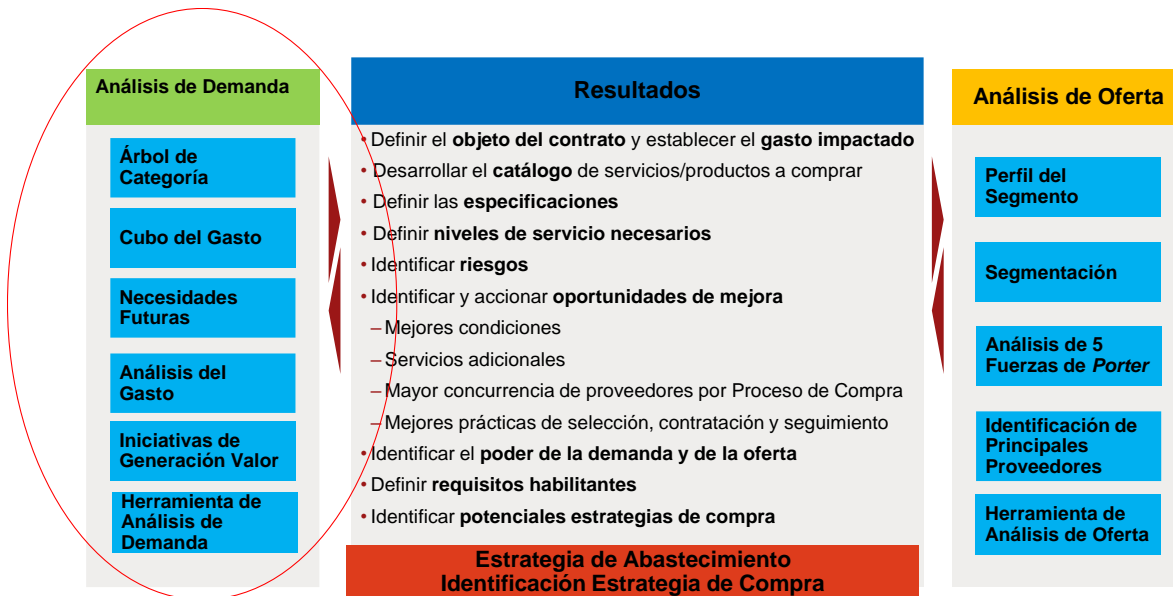 Análisis de Demanda
Árbol de
Categoría
Cubo del Gasto
Necesidades
Futuras
Análisis del
Gasto
Iniciativas de
Generación Valor
Herramienta de
Análisis de
Demanda
Resultados
• Definir el objeto del contrato y establecer el gasto impactado
• Desarrollar el catálogo de servicios/productos a comprar
• Definir las especificaciones
• Definir niveles de servicio necesarios
• Identificar riesgos
• Identificar y accionar oportunidades de mejora
– Mejores condiciones
– Servicios adicionales
– Mayor concurrencia de proveedores por Proceso de Compra
– Mejores prácticas de selección, contratación y seguimiento
• Identificar el poder de la demanda y de la oferta
• Definir requisitos habilitantes
• Identificar potenciales estrategias de compra
Estrategia de Abastecimiento
Identificación Estrategia de Compra
Análisis de Oferta
Perfil del
Segmento
Segmentación
Análisis de 5
Fuerzas de Porter
Identificación de
Principales
Proveedores
Herramienta de
Análisis de Oferta